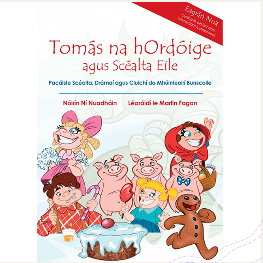 Eagrán Nua
Tomás na hOrdóige
agus Scéalta Eile
Pacáiste Scéalta, Drámaí agus Cluichí do Mhúinteoirí Bunscoile
Náirín Ní Nuadháin Léaráidí le Martin Fagan